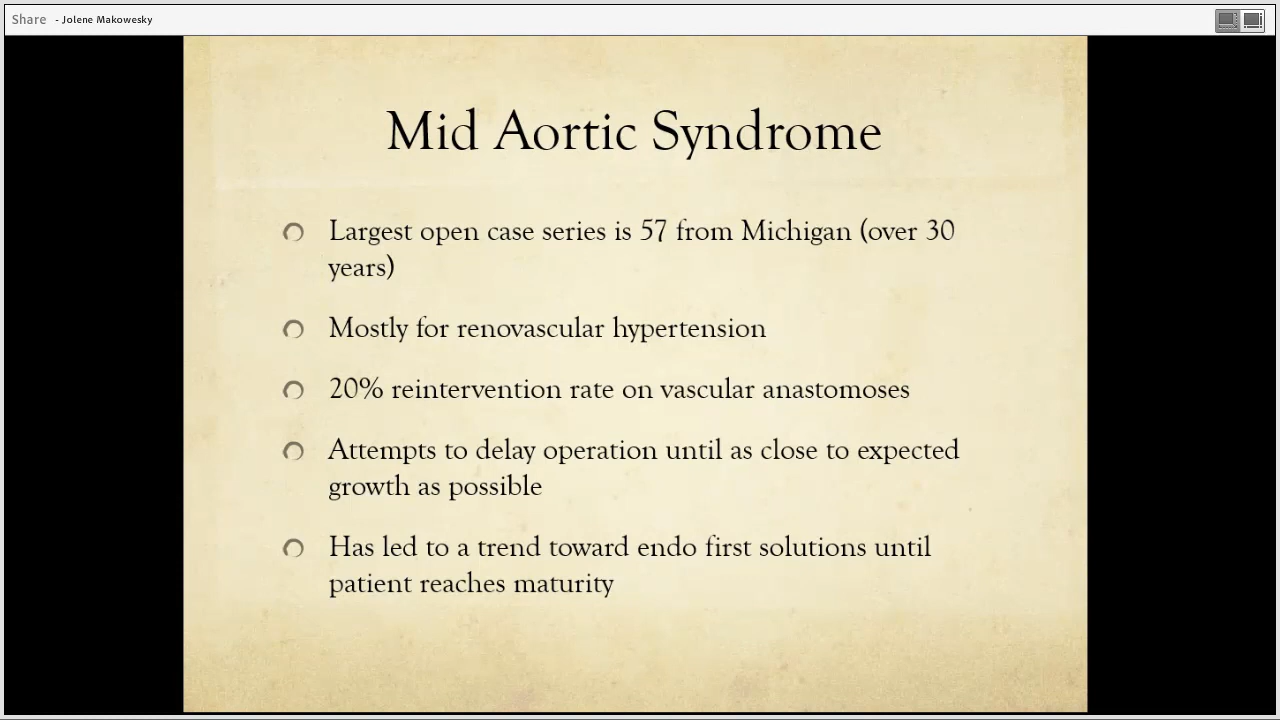 Share - Jolene Makowesky
Mid Aortic Syndrome
Largest open case series is 57 from Michigan (over 30
years)
Mostly for renovascular hypertension
20% reintervention rate on vascular anastomoses
Attempts to delay operation until as close to expected
growth as possible
Has led to a trend toward endo first solutions until
patient reaches maturity